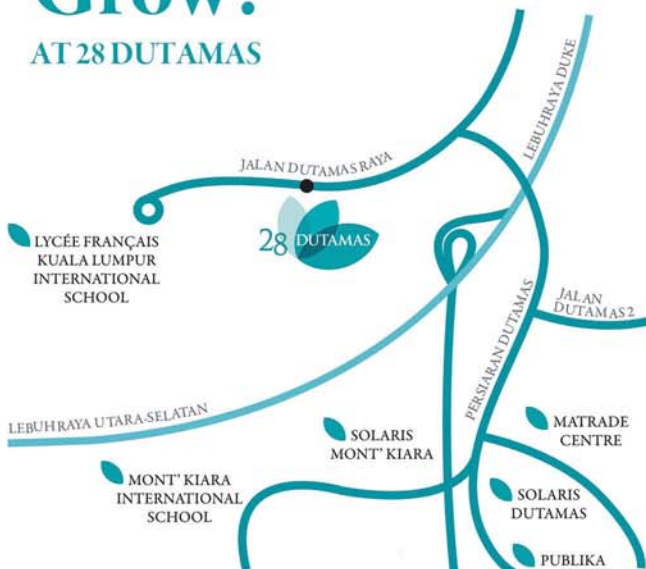 Grow!
AT 28 DUTAMAS
LEBUHRAYA DUKE
JALAN DUTAMAS RAYA
28 DUTAMAS
LYCÉE FRANÇAIS
KUALA LUMPUR
INTERNATIONAL
SCHOOL
JALAN
DUTAMAS 2
PERSIARAN DUTAMAS
LEBUHRAYA UTARA-SELATAN
SOLARIS
MONT' KIARA
MATRADE
CENTRE
MONT' KIARA
INTERNATIONAL
SCHOOL
SOLARIS
DUTAMAS
PUBLIKA